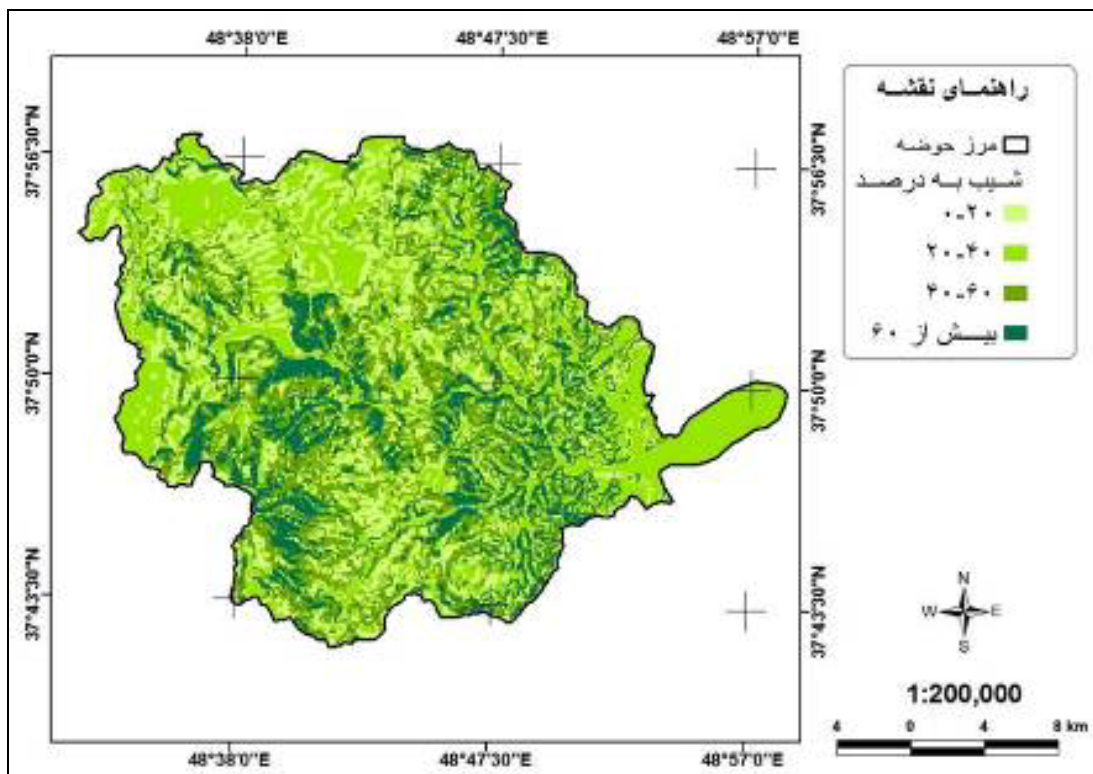 48°38'0"E
48°47'30"E
48°57'0"E
37°56'30"N
37°50'0"N
37°43'30"N
37°56'30"N
37°50'0"N
37°43'30"N
48°38'0"E
48°47'30"E
48°57'0"E
راهنمای نقشه
مرز حوضه
شیب به درصد
۰-۲۰
۲۰-۴۰
۴۰-۶۰
بیش از ۶۰
N
W E
S
1:200,000
4 0 4 8 km